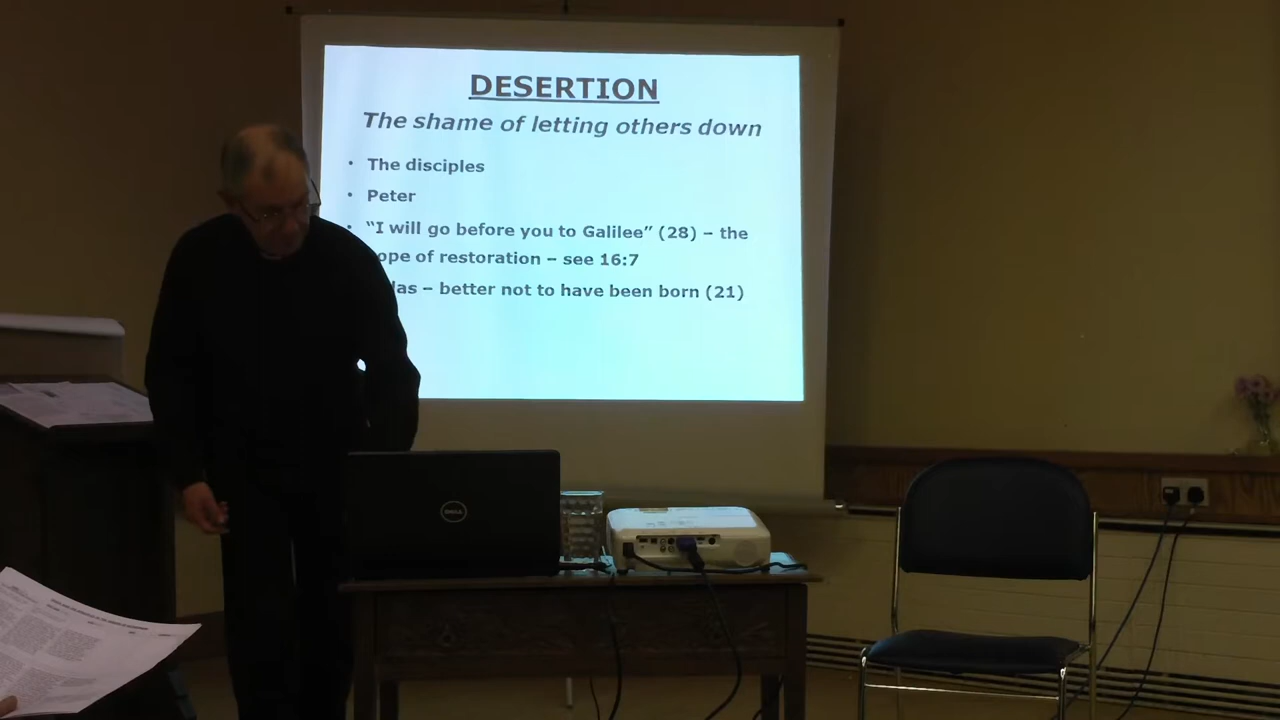 DESERTION
The shame of letting others down
• The disciples
• Peter
• "I will go before you to Galilee" (28) – the
ope of restoration – see 16:7
das – better not to have been born (21)
DELL